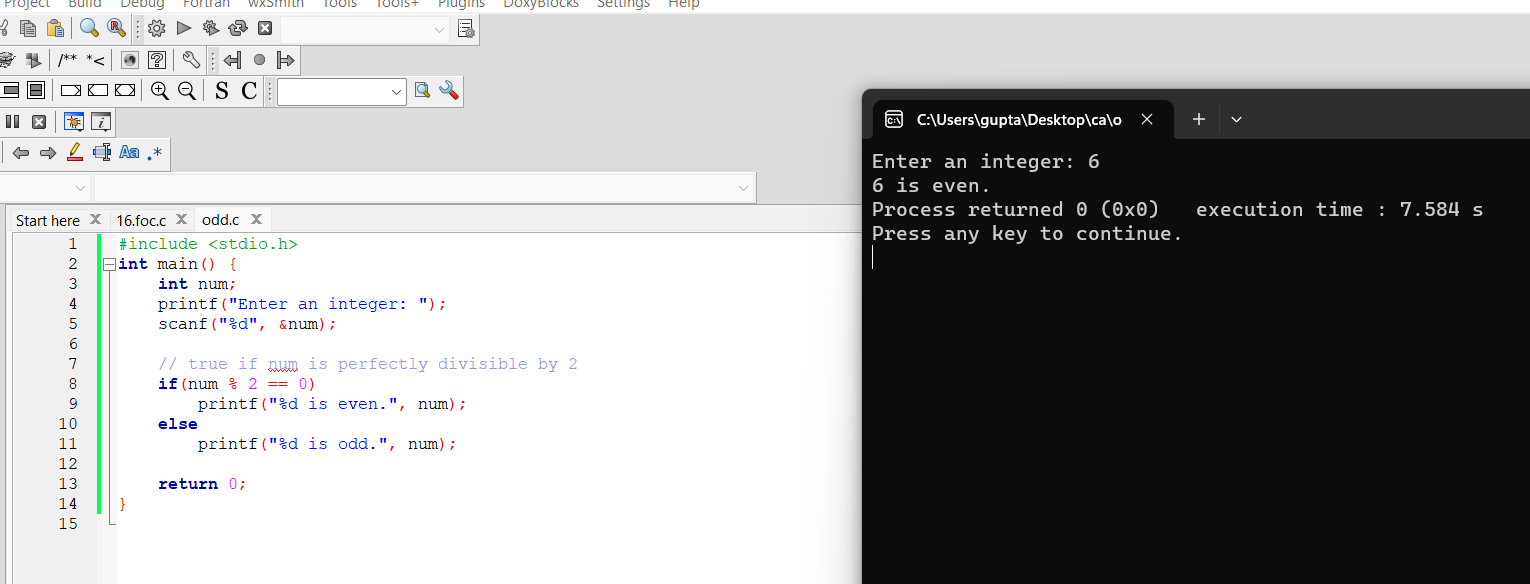 Project Build Debug Fortran wxSmith Tools Tools+ Plugins DoxyBlocks Settings Help
/** *<
S C
Aa .*
Start here 16.foc.c odd.c
1 #include <stdio.h>
2 int main() {
3 int num;
4 printf("Enter an integer: ");
5 scanf("%d", &num);
6
7 // true if num is perfectly divisible by 2
8 if(num % 2 == 0)
9 printf("%d is even.", num);
10 else
11 printf("%d is odd.", num);
12
13 return 0;
14 }
15
C:\Users\gupta\Desktop\ca\o
Enter an integer: 6
6 is even.
Process returned 0 (0x0) execution time : 7.584 s
Press any key to continue.